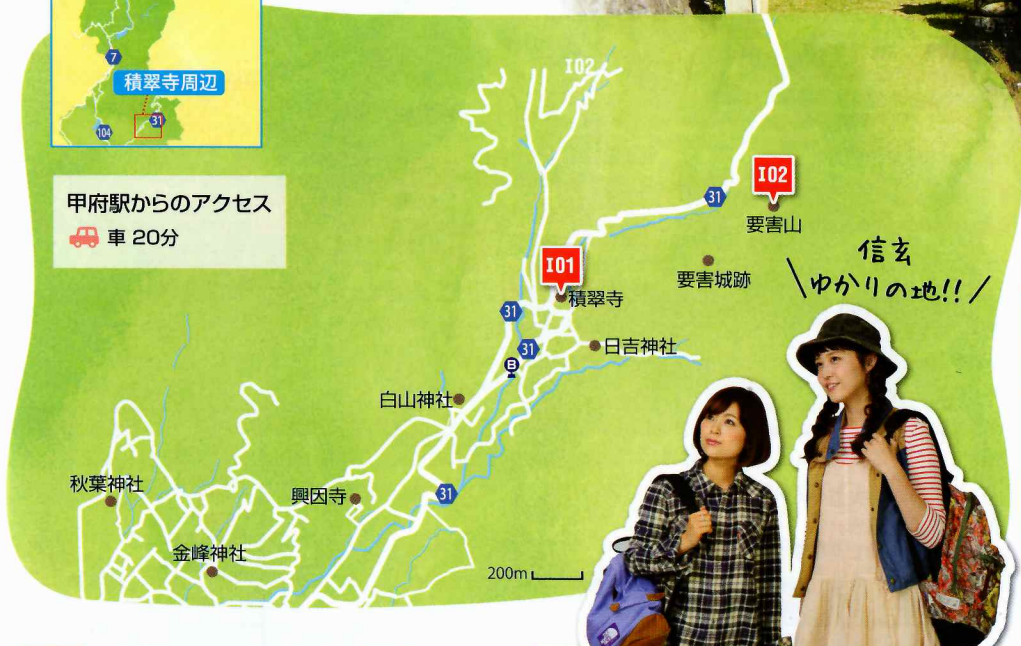 7
積翠寺周辺
104
31
甲府駅からのアクセス
車 20分
I02
31
I02
要害山
要害城跡
信玄
ゆかりの地!!
I01
積翠寺
31
31
日吉神社
B
白山神社
秋葉神社
興因寺
31
金峰神社
200m